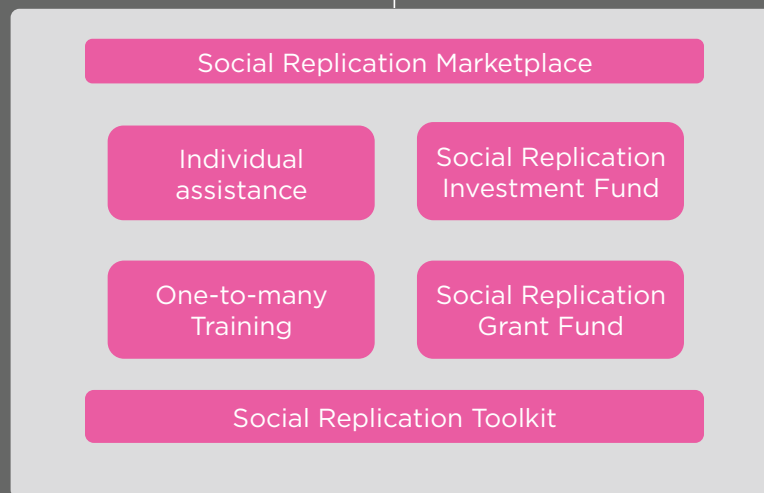 Social Replication Marketplace
Individual
assistance
Social Replication
Investment Fund
One-to-many
Training
Social Replication
Grant Fund
Social Replication Toolkit